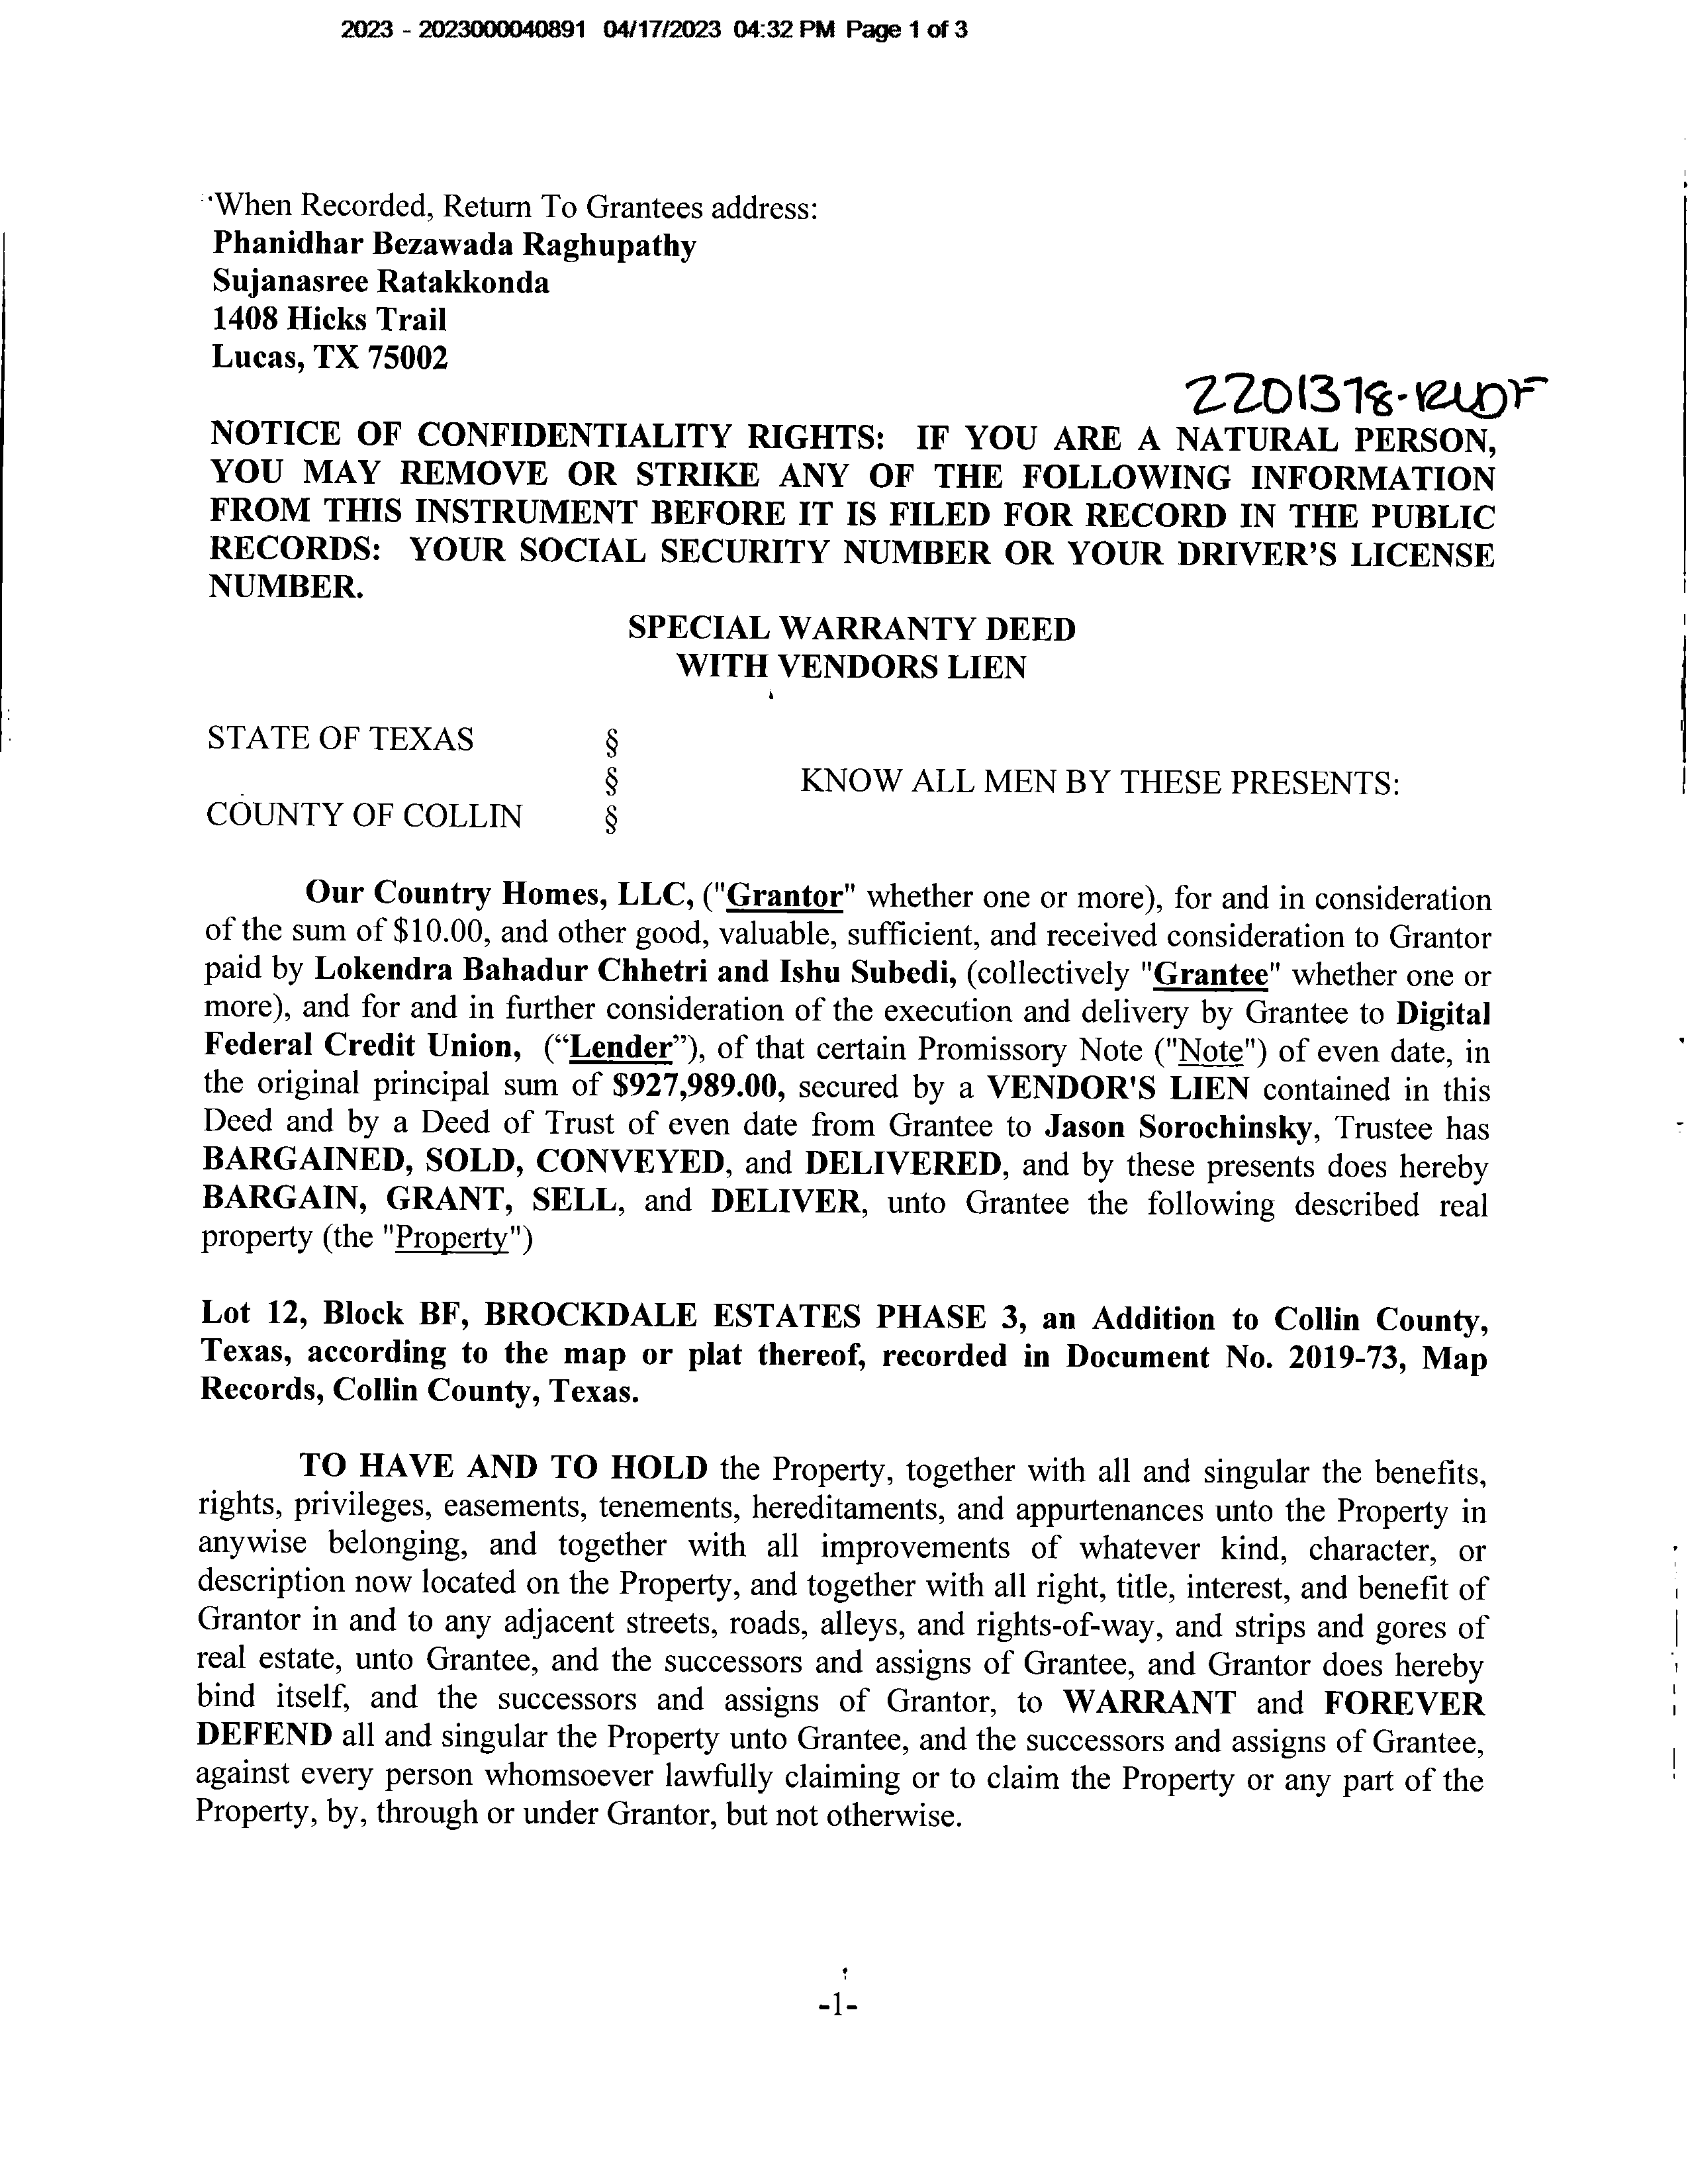 2023 - 2023000040891 04/17/2023 04:32 PM Page 1 of 3
When Recorded, Return To Grantees address:
Phanidhar Bezawada Raghupathy
Sujanasree Ratakkonda
1408 Hicks Trail
Lucas, TX 75002
2201378-RUDF
NOTICE OF CONFIDENTIALITY RIGHTS: IF YOU ARE A NATURAL PERSON,
YOU MAY REMOVE OR STRIKE ANY OF THE FOLLOWING INFORMATION
FROM THIS INSTRUMENT BEFORE IT IS FILED FOR RECORD IN THE PUBLIC
RECORDS: YOUR SOCIAL SECURITY NUMBER OR YOUR DRIVER'S LICENSE
NUMBER.
SPECIAL WARRANTY DEED
WITH VENDORS LIEN
STATE OF TEXAS §
§ KNOW ALL MEN BY THESE PRESENTS:
COUNTY OF COLLIN §
Our Country Homes, LLC, ("Grantor" whether one or more), for and in consideration
of the sum of $10.00, and other good, valuable, sufficient, and received consideration to Grantor
paid by Lokendra Bahadur Chhetri and Ishu Subedi, (collectively "Grantee" whether one or
more), and for and in further consideration of the execution and delivery by Grantee to Digital
Federal Credit Union, (“Lender”), of that certain Promissory Note ("Note") of even date, in
the original principal sum of $927,989.00, secured by a VENDOR'S LIEN contained in this
Deed and by a Deed of Trust of even date from Grantee to Jason Sorochinsky, Trustee has
BARGAINED, SOLD, CONVEYED, and DELIVERED, and by these presents does hereby
BARGAIN, GRANT, SELL, and DELIVER, unto Grantee the following described real
property (the "Property")
Lot 12, Block BF, BROCKDALE ESTATES PHASE 3, an Addition to Collin County,
Texas, according to the map or plat thereof, recorded in Document No. 2019-73, Map
Records, Collin County, Texas.
TO HAVE AND TO HOLD the Property, together with all and singular the benefits,
rights, privileges, easements, tenements, hereditaments, and appurtenances unto the Property in
anywise belonging, and together with all improvements of whatever kind, character, or
description now located on the Property, and together with all right, title, interest, and benefit of
Grantor in and to any adjacent streets, roads, alleys, and rights-of-way, and strips and gores of
real estate, unto Grantee, and the successors and assigns of Grantee, and Grantor does hereby
bind itself, and the successors and assigns of Grantor, to WARRANT and FOREVER
DEFEND all and singular the Property unto Grantee, and the successors and assigns of Grantee,
against every person whomsoever lawfully claiming or to claim the Property or any part of the
Property, by, through or under Grantor, but not otherwise.
-1-